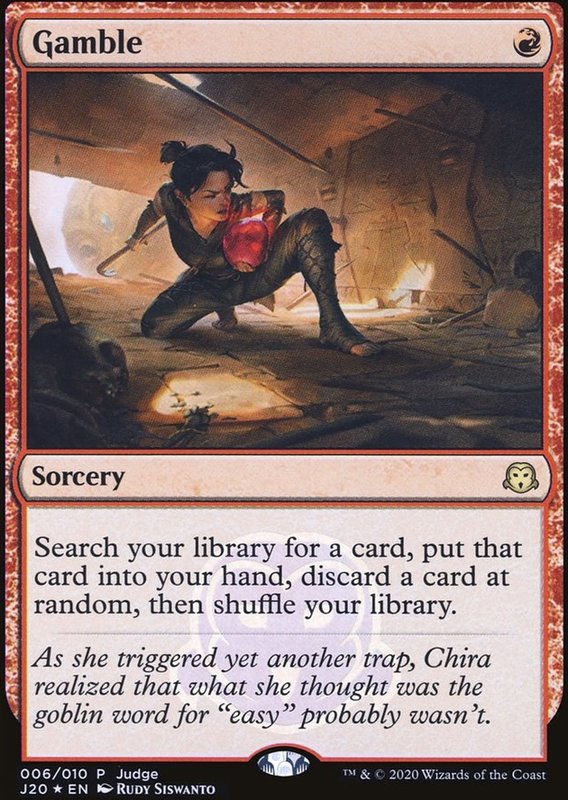 Gamble
Sorcery
Search your library for a card, put that
card into your hand, discard a card at
random, then shuffle your library.
As she triggered yet another trap, Chira
realized that what she thought was the
goblin word for “easy” probably wasn’t.
006/010 P Judge
J20 ★ EN RUDY SISWANTO
™ & © 2020 Wizards of the Coast